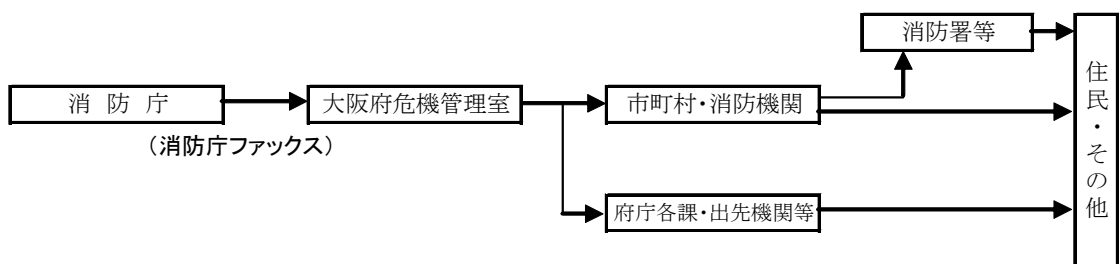 消防署等
消 防 庁
大阪府危機管理室
市町村・消防機関
(消防庁ファックス)
府庁各課・出先機関等
住民・その他